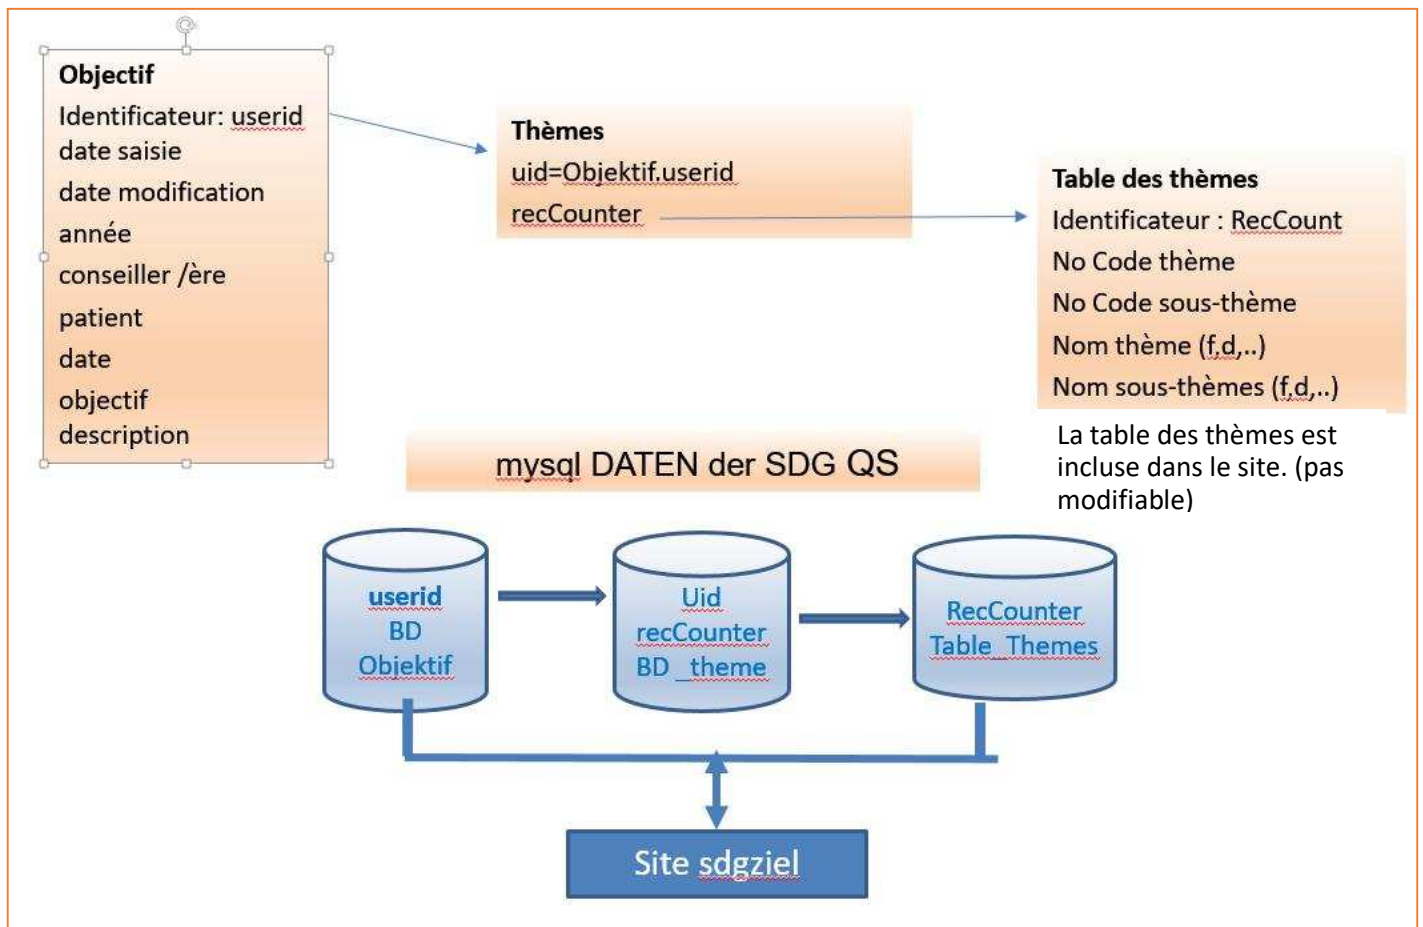 Objectif
Identificateur: userid
date saisie
date modification
année
conseiller /ère
patient
date
objectif
description
Thèmes
uid=Objektif.userid
recCounter
Table des thèmes
Identificateur : RecCount
No Code thème
No Code sous-thème
Nom thème (f,d,..)
Nom sous-thèmes (f,d,..)
La table des thèmes est
incluse dans le site. (pas
modifiable)
mysql DATEN der SDG QS
userid
BD
Objektif
Uid
recCounter
BD _theme
RecCounter
Table_Themes
Site sdgziel